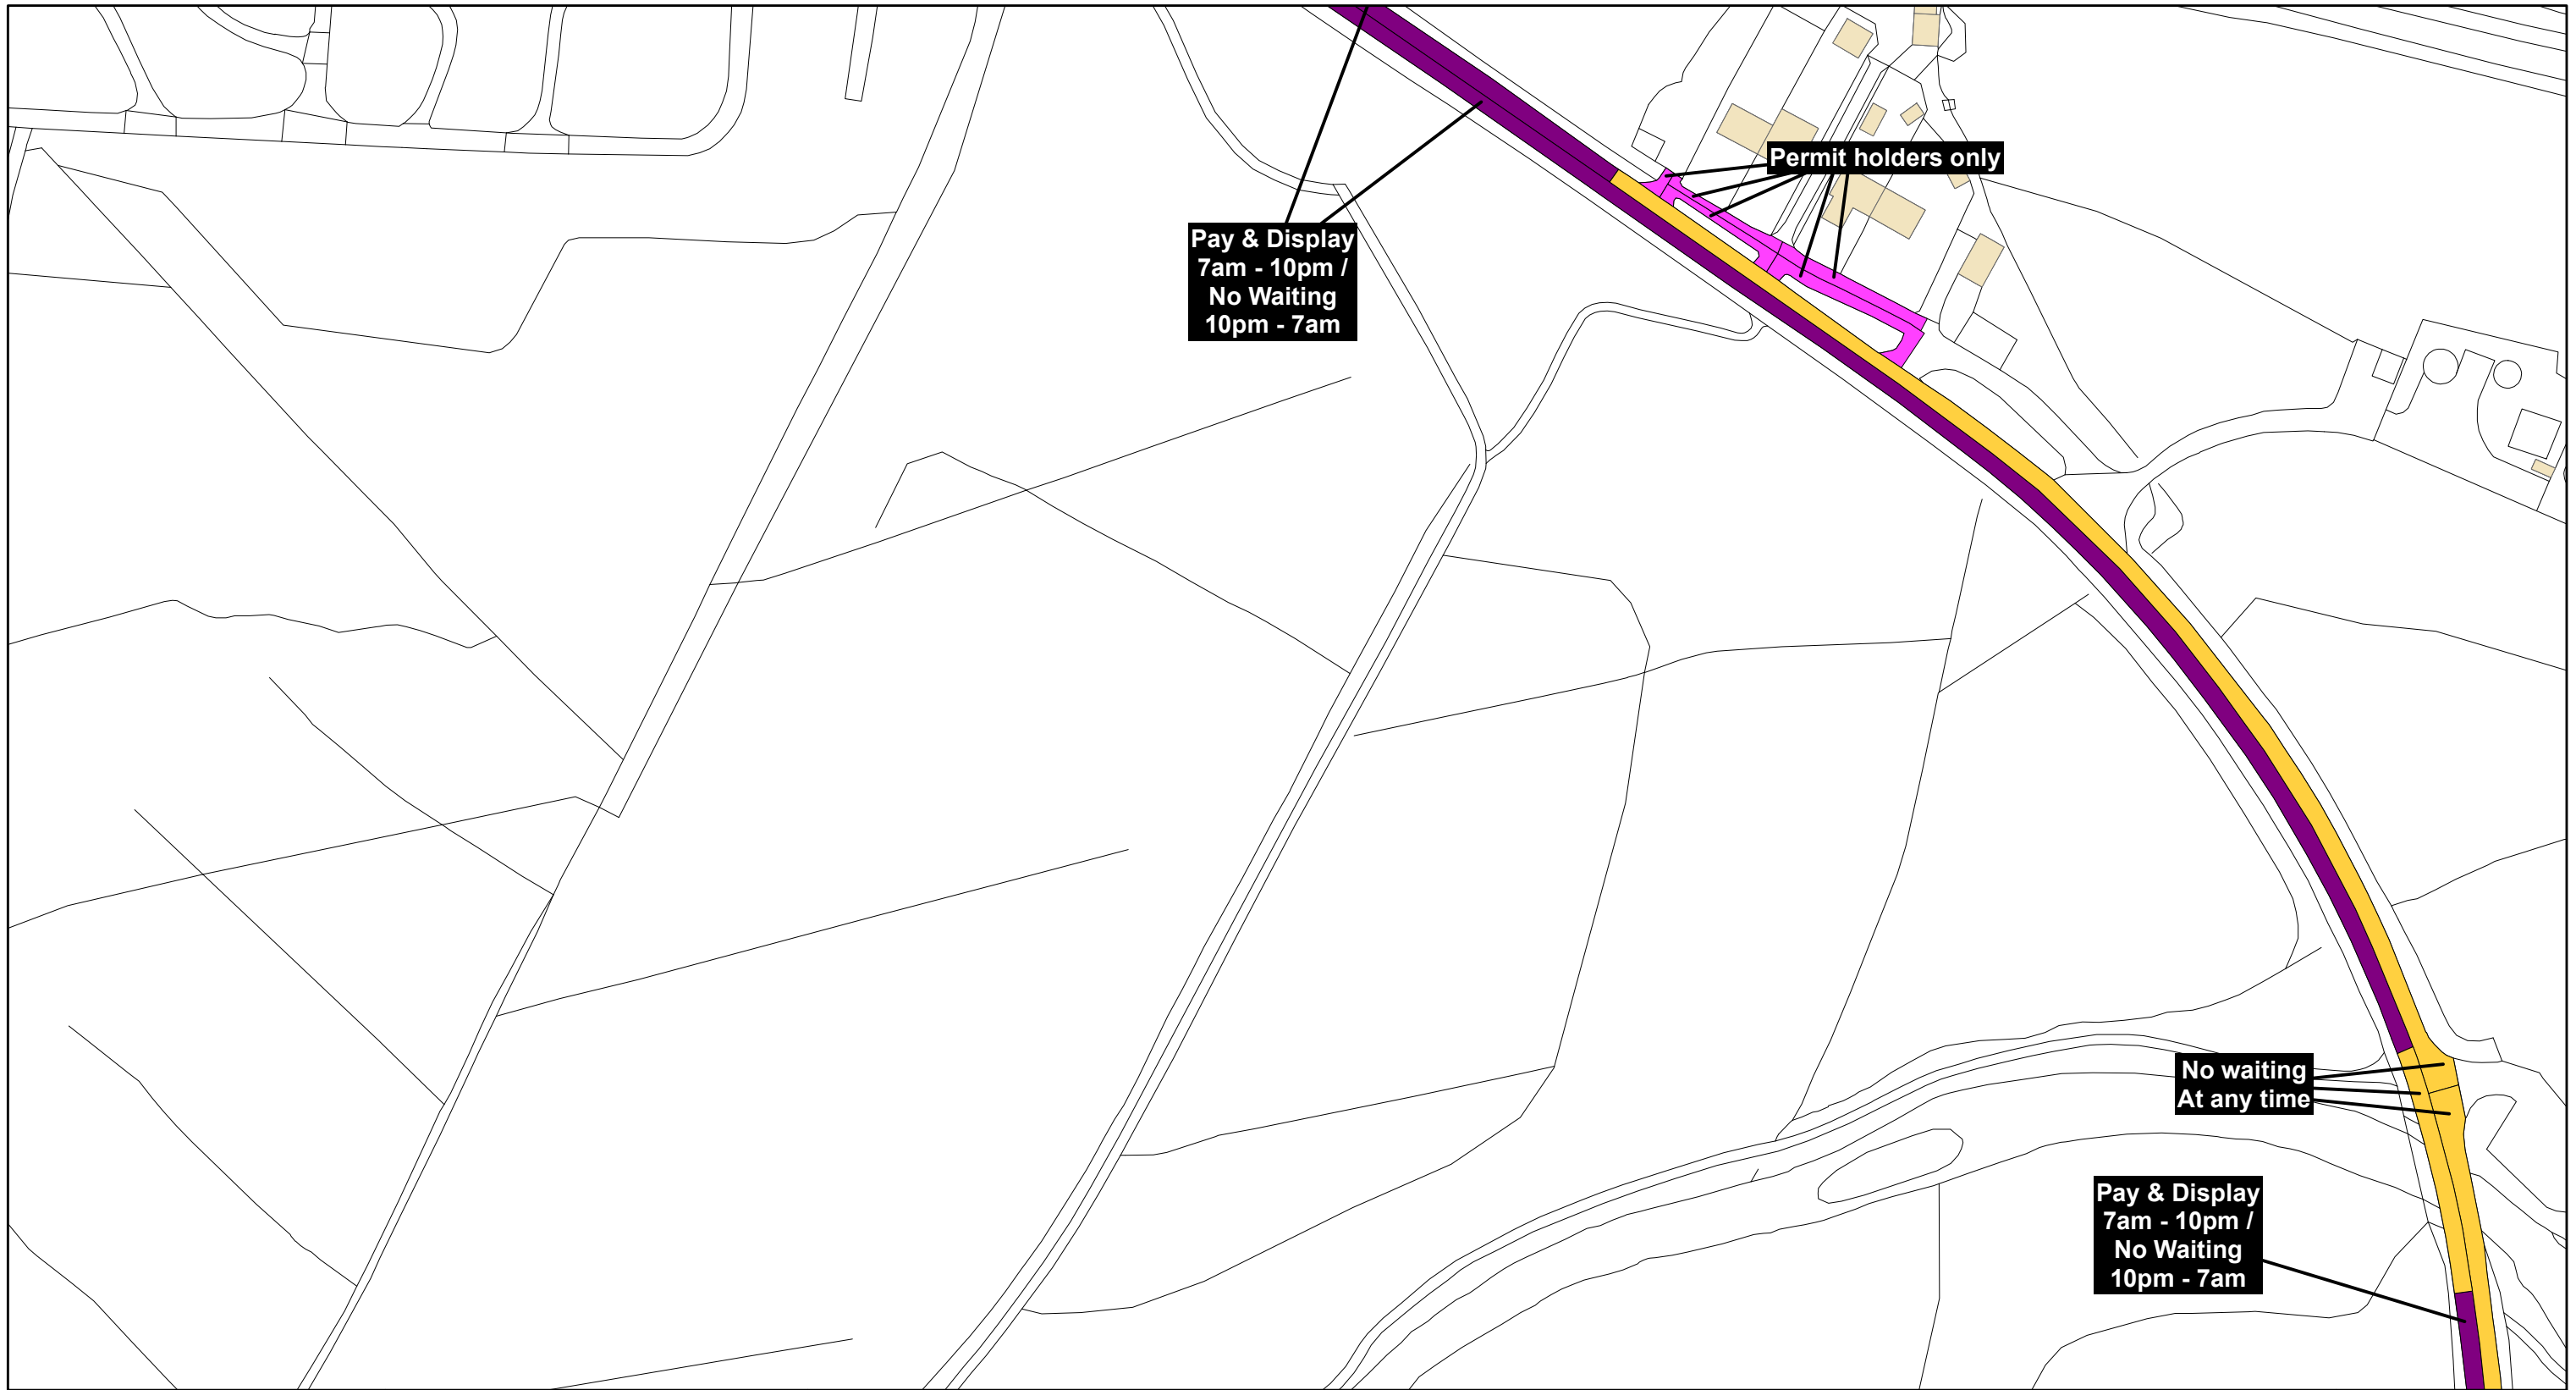 Permit holders only
Pay & Display
7am - 10pm /
No Waiting
10pm - 7am
No waiting
At any time
Pay & Display
7am - 10pm /
No Waiting
10pm - 7am